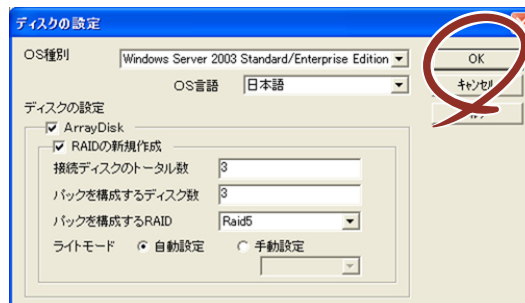 ディスクの設定
OS種別 Windows Server 2003 Standard/Enterprise Edition
OS言語 日本語
ディスクの設定
ArrayDisk
RAIDの新規作成
接続ディスクのトータル数 3
パックを構成するディスク数 3
パックを構成するRAID Raid5
ライトモード 自動設定 手動設定
OK
キャンセル